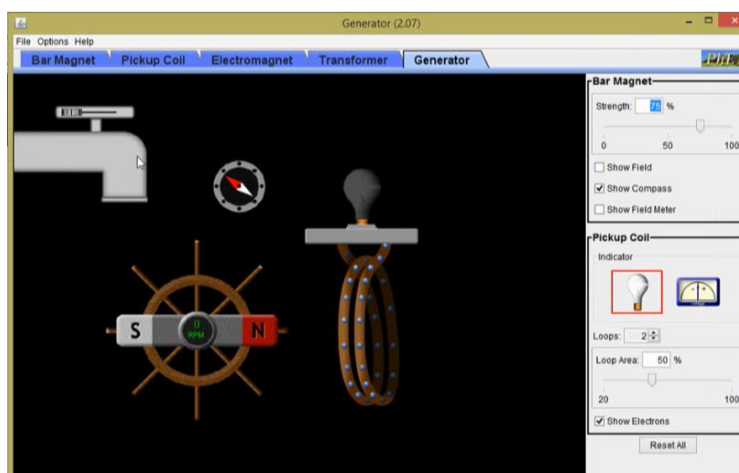 Generator (2.07)
File Options Help
Bar Magnet Pickup Coil Electromagnet Transformer Generator
PhET
Bar Magnet
Strength: 75 %
0 50 100
Show Field
Show Compass
Show Field Meter
S 0 RPM N
Pickup Coil
Indicator
Loops: 2
Loop Area: 50 %
20 100
Show Electrons
Reset All